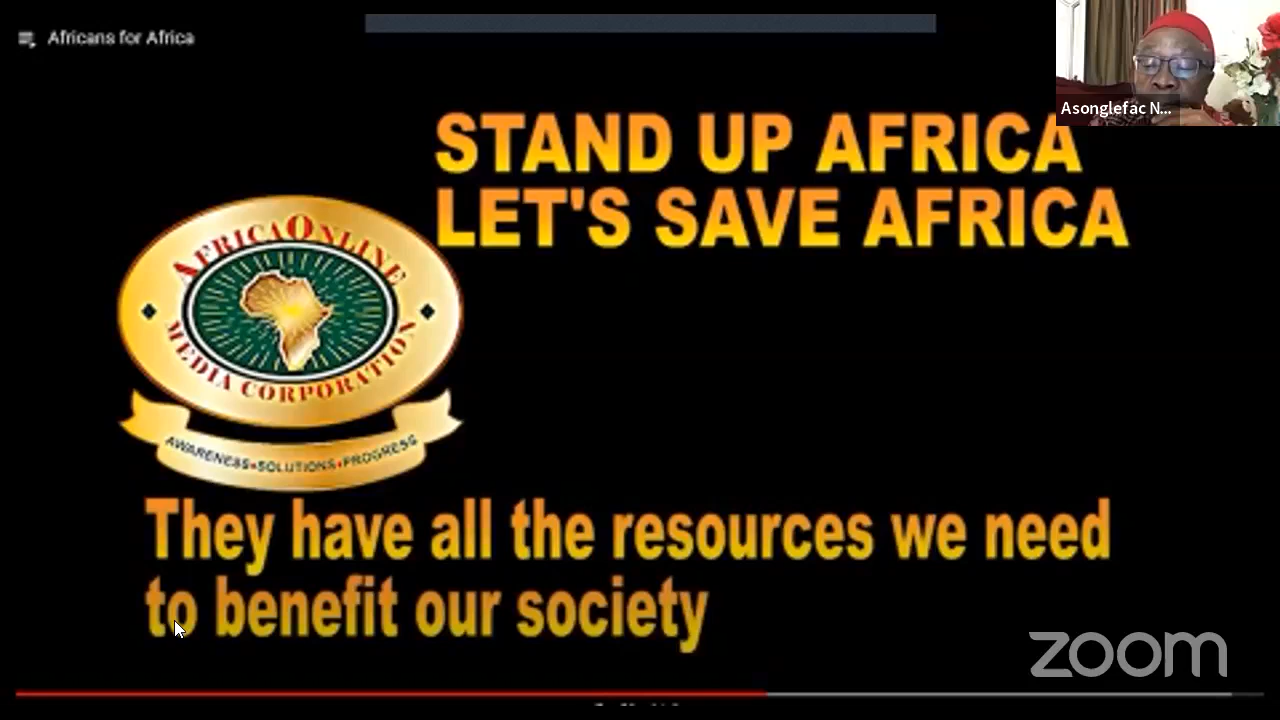 Africans for Africa
Asonglefac N...
STAND UP AFRICA
LET'S SAVE AFRICA
AFRICAONLINE
MEDIA CORPORATION
AWARENESS•SOLUTIONS•PROGRESS
They have all the resources we need
to benefit our society
zoom